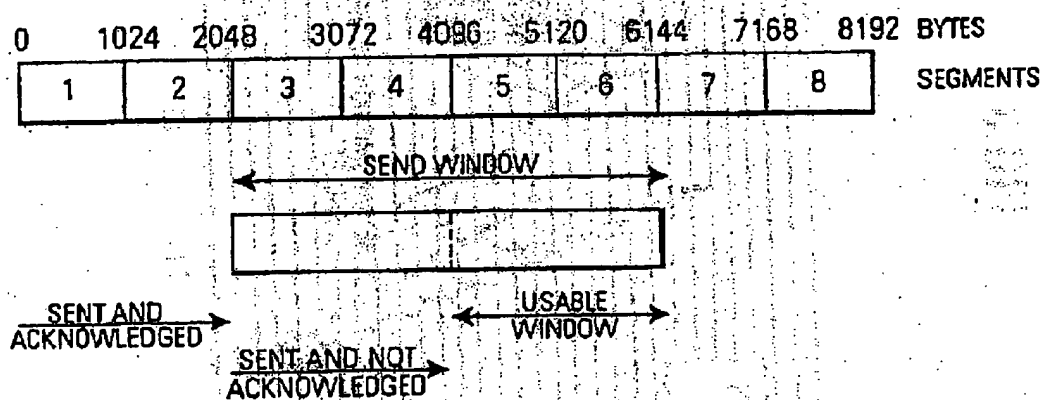 0 1024 2048 3072 4096 5120 6144 7168 8192 BYTES
1 2 3 4 5 6 7 8 SEGMENTS
SEND WINDOW
SENT AND
ACKNOWLEDGED
USABLE
WINDOW
SENT AND NOT
ACKNOWLEDGED